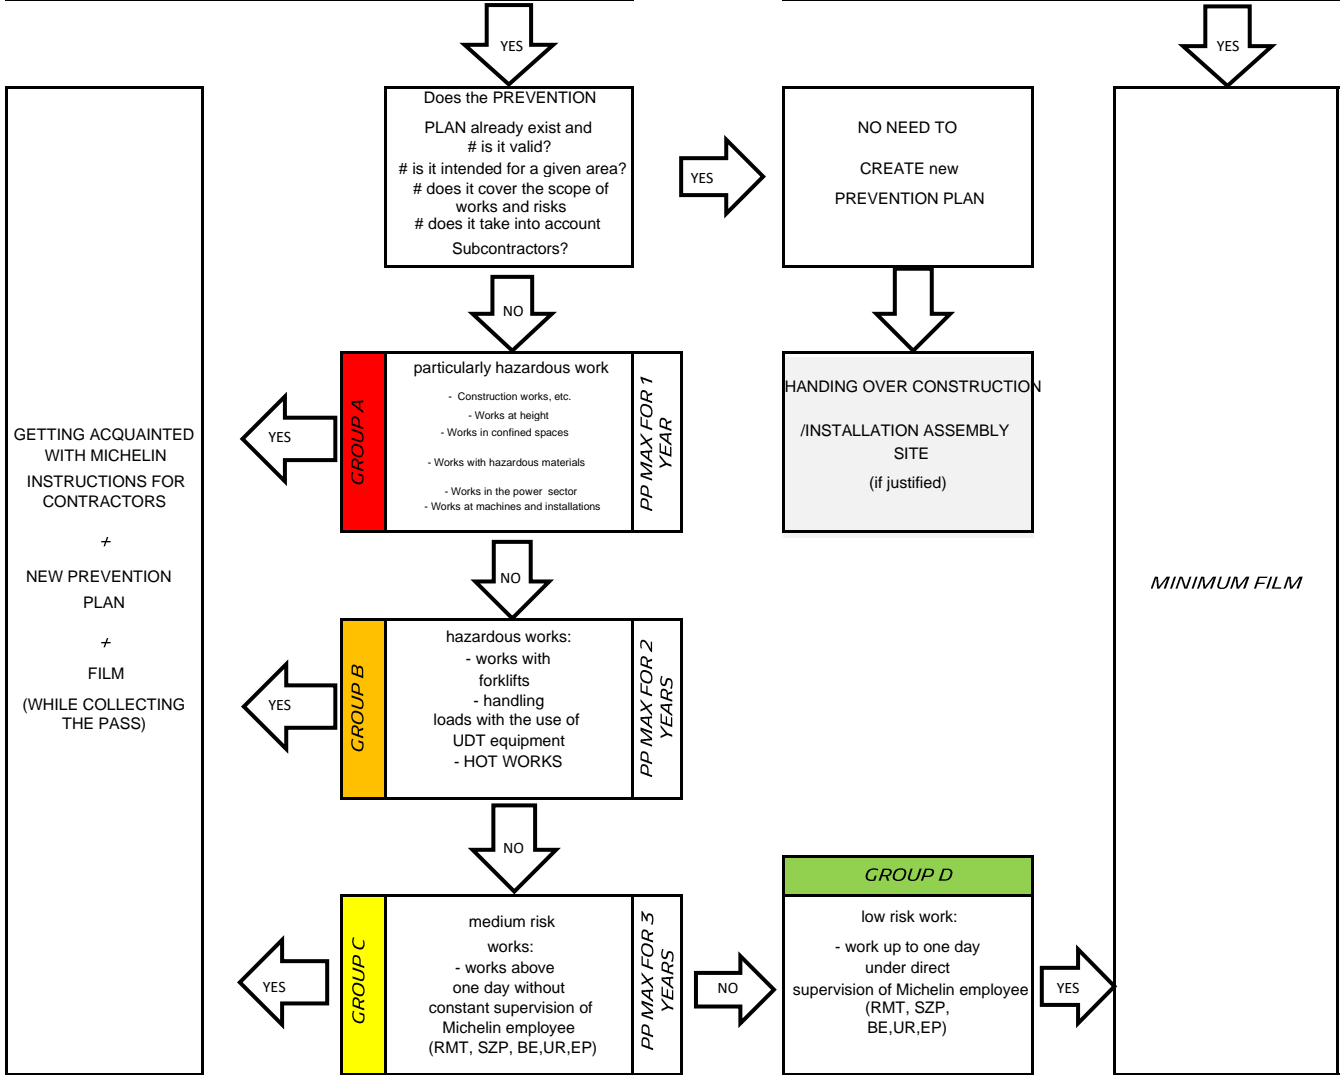 YES
YES
Does the PREVENTION
PLAN already exist and
# is it valid?
# is it intended for a given area?
# does it cover the scope of
works and risks
# does it take into account
Subcontractors?
YES
NO NEED TO
CREATE new
PREVENTION PLAN
NO
GROUP A
particularly hazardous work
- Construction works, etc.
- Works at height
- Works in confined spaces
- Works with hazardous materials
- Works in the power sector
- Works at machines and installations
PP MAX FOR 1
YEAR
YES
HANDING OVER CONSTRUCTION
/INSTALLATION ASSEMBLY
SITE
(if justified)
GETTING ACQUAINTED
WITH MICHELIN
INSTRUCTIONS FOR
CONTRACTORS
+
NEW PREVENTION
PLAN
+
FILM
(WHILE COLLECTING
THE PASS)
NO
MINIMUM FILM
GROUP B
hazardous works:
- works with
forklifts
- handling
loads with the use of
UDT equipment
- HOT WORKS
PP MAX FOR 2
YEARS
YES
NO
GROUP C
medium risk
works:
- works above
one day without
constant supervision of
Michelin employee
(RMT, SZP, BE,UR,EP)
PP MAX FOR 3
YEARS
YES
NO
GROUP D
low risk work:
- work up to one day
under direct
supervision of Michelin employee
(RMT, SZP,
BE,UR,EP)
YES